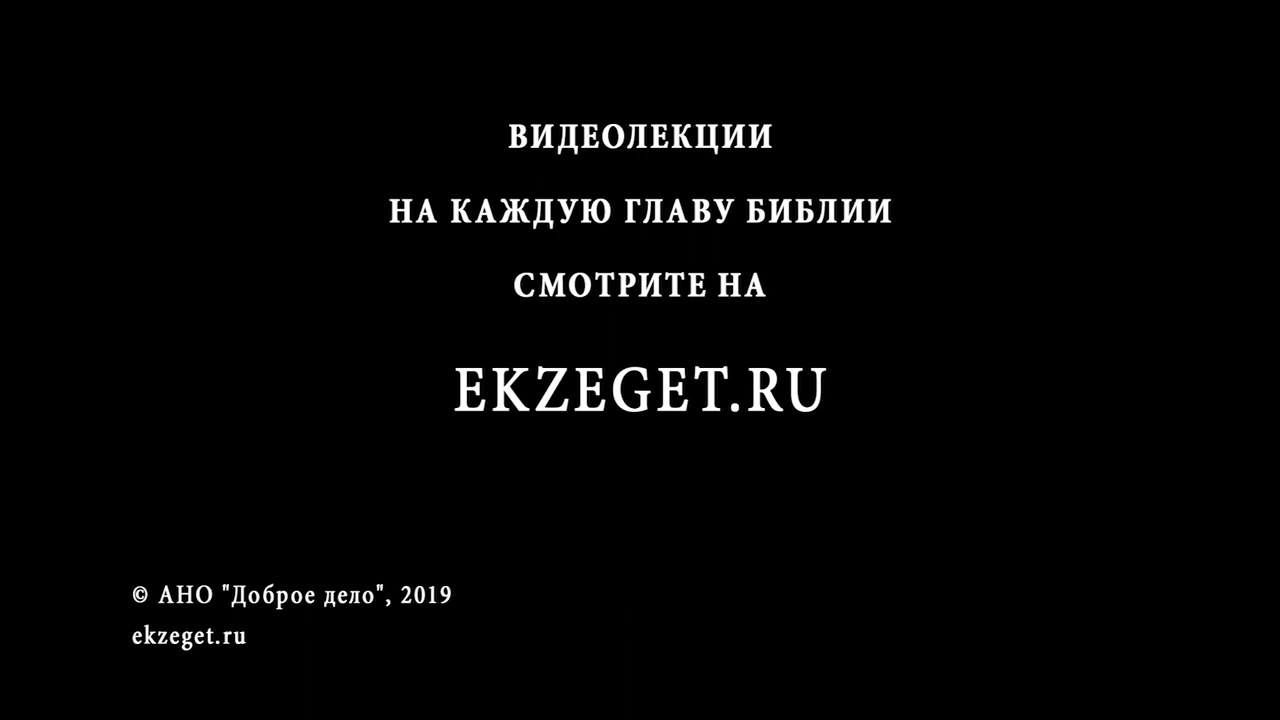 ВИДЕОЛЕКЦИИ
НА КАЖДУЮ ГЛАВУ БИБЛИИ
СМОТРИТЕ НА
EKZEGET.RU
© АНО "Доброе дело", 2019
ekzeget.ru